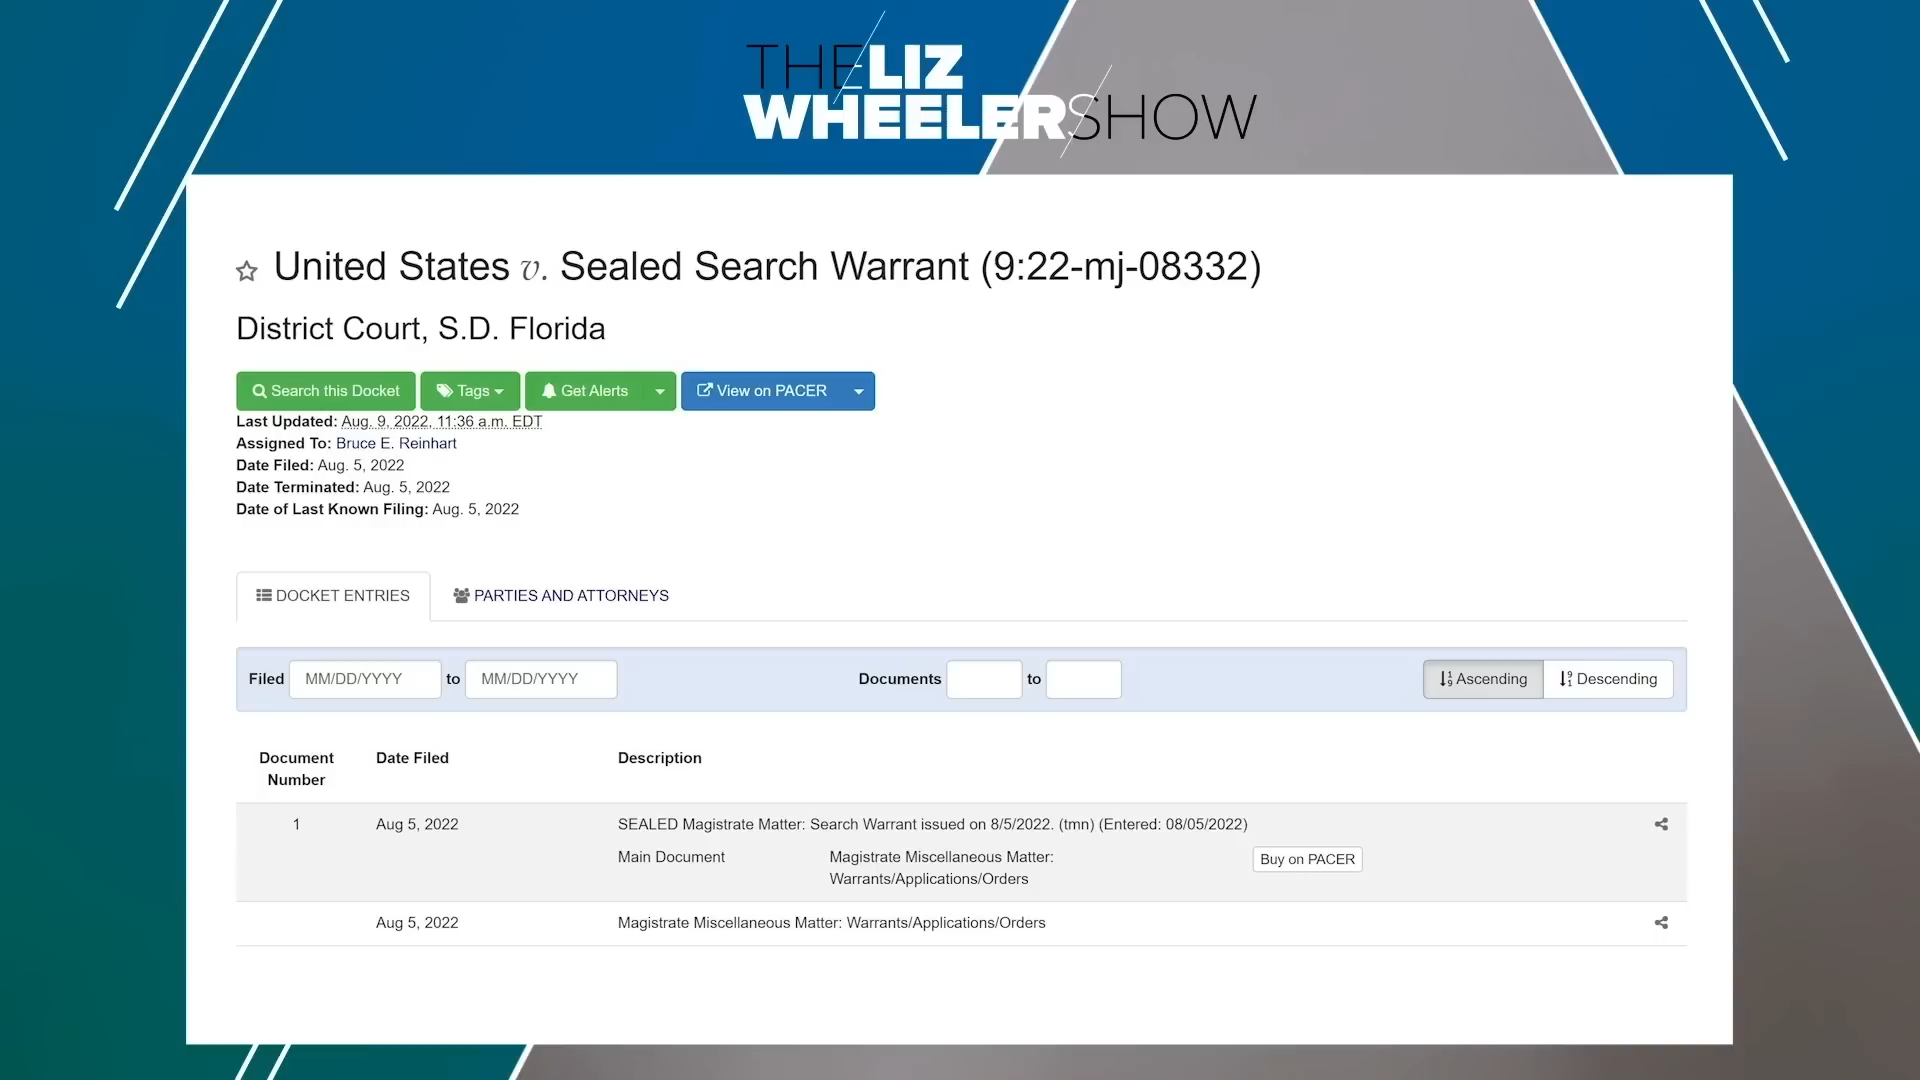 THE LIZ
WHEELER SHOW
United States v. Sealed Search Warrant (9:22-mj-08332)
District Court, S.D. Florida
Search this Docket Tags Get Alerts View on PACER
Last Updated: Aug. 9, 2022, 11:36 a.m. EDT
Assigned To: Bruce E. Reinhart
Date Filed: Aug. 5, 2022
Date Terminated: Aug. 5, 2022
Date of Last Known Filing: Aug. 5, 2022
DOCKET ENTRIES PARTIES AND ATTORNEYS
Filed MM/DD/YYYY to MM/DD/YYYY Documents to Ascending Descending
Document Number Date Filed Description
1 Aug 5, 2022 SEALED Magistrate Matter: Search Warrant issued on 8/5/2022. (tmn) (Entered: 08/05/2022)
Main Document Magistrate Miscellaneous Matter: Buy on PACER
Warrants/Applications/Orders
Aug 5, 2022 Magistrate Miscellaneous Matter: Warrants/Applications/Orders